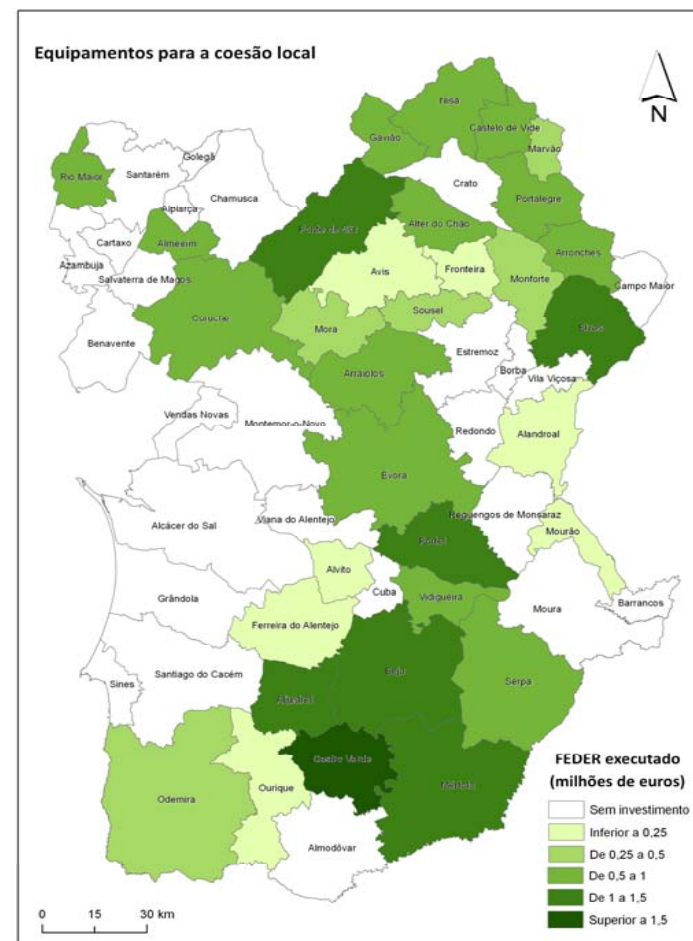 Equipamentos para a coesão local
N
Nisa
Gavião
Castelo de Vide
Marvão
Golegã
Santarém
Rio Maior
Crato
Chamusca
Portalegre
Alpiarça
Ponte de Sôr
Alter do Chão
Cartaxo
Almeirim
Arronches
Azambuja
Avis
Fronteira
Monforte
Campo Maior
Salvaterra de Magos
Sousel
Coruche
Mora
Elvas
Benavente
Estremoz
Borba
Vila Viçosa
Arraiolos
Vendas Novas
Montemor-o-Novo
Redondo
Alandroal
Évora
Reguengos de Monsaraz
Viana do Alentejo
Alcácer do Sal
Mourão
Portel
Alvito
Cuba
Vidigueira
Grândola
Moura
Barrancos
Ferreira do Alentejo
Santiago do Cacém
Beja
Serpa
Sines
Aljustrel
Castro Verde
Mértola
Ourique
Odemira
Almodôvar
FEDER executado
(milhões de euros)
Sem investimento
Inferior a 0,25
De 0,25 a 0,5
De 0,5 a 1
De 1 a 1,5
Superior a 1,5
0 15 30 km